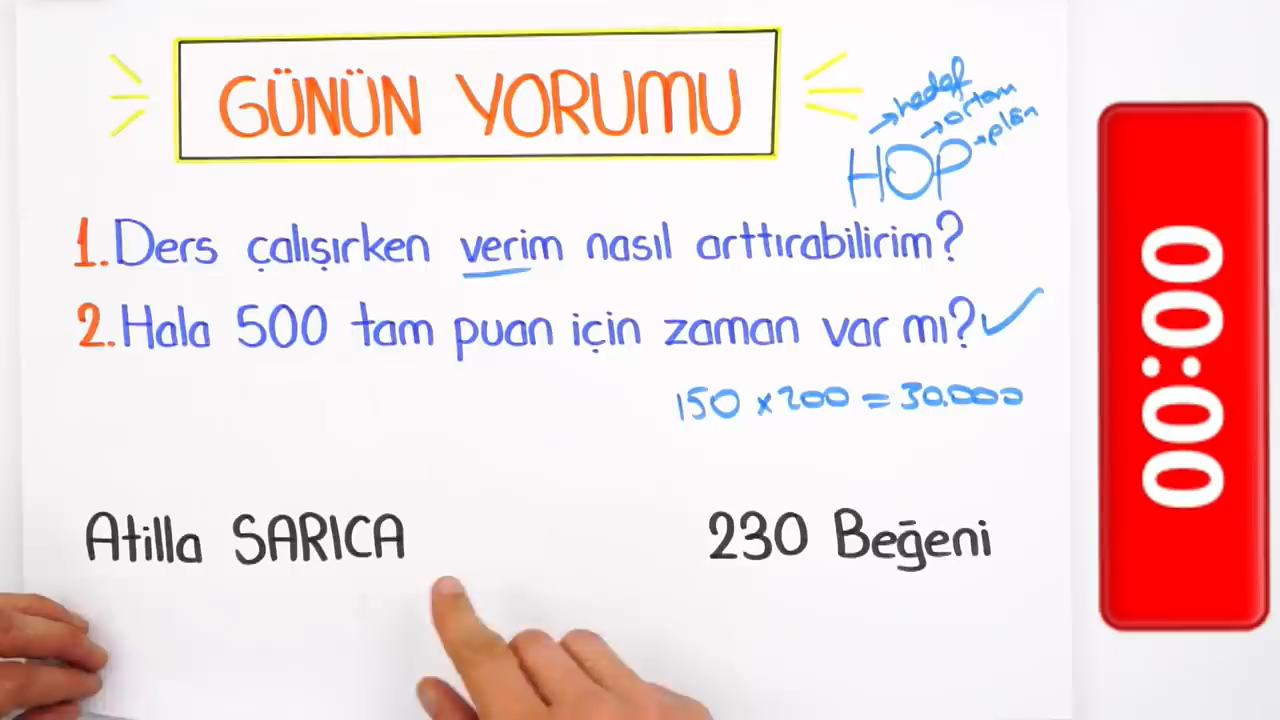 GÜNÜN YORUMU
→hedef
→ortam
→plan
HOP
1. Ders çalışırken verim nasıl arttırabilirim?
2. Hala 500 tam puan için zaman var mı?✓
150 x 200 = 30.000
Atilla SARICA
230 Beğeni
00:00